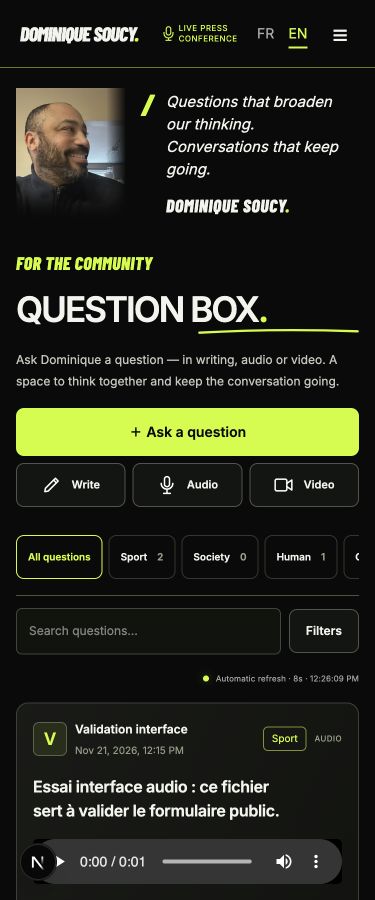 DOMINIQUE SOUCY.
LIVE PRESS
CONFERENCE
FR
EN
Questions that broaden
our thinking.
Conversations that keep
going.
DOMINIQUE SOUCY.
FOR THE COMMUNITY
QUESTION BOX.
Ask Dominique a question — in writing, audio or video. A
space to think together and keep the conversation going.
+ Ask a question
Write
Audio
Video
All questions
Sport 2
Society 0
Human 1
Search questions...
Filters
Automatic refresh · 8s · 12:26:09 PM
V
Validation interface
Nov 21, 2026, 12:15 PM
Sport
AUDIO
Essai interface audio : ce fichier
sert à valider le formulaire public.
N
0:00 / 0:01